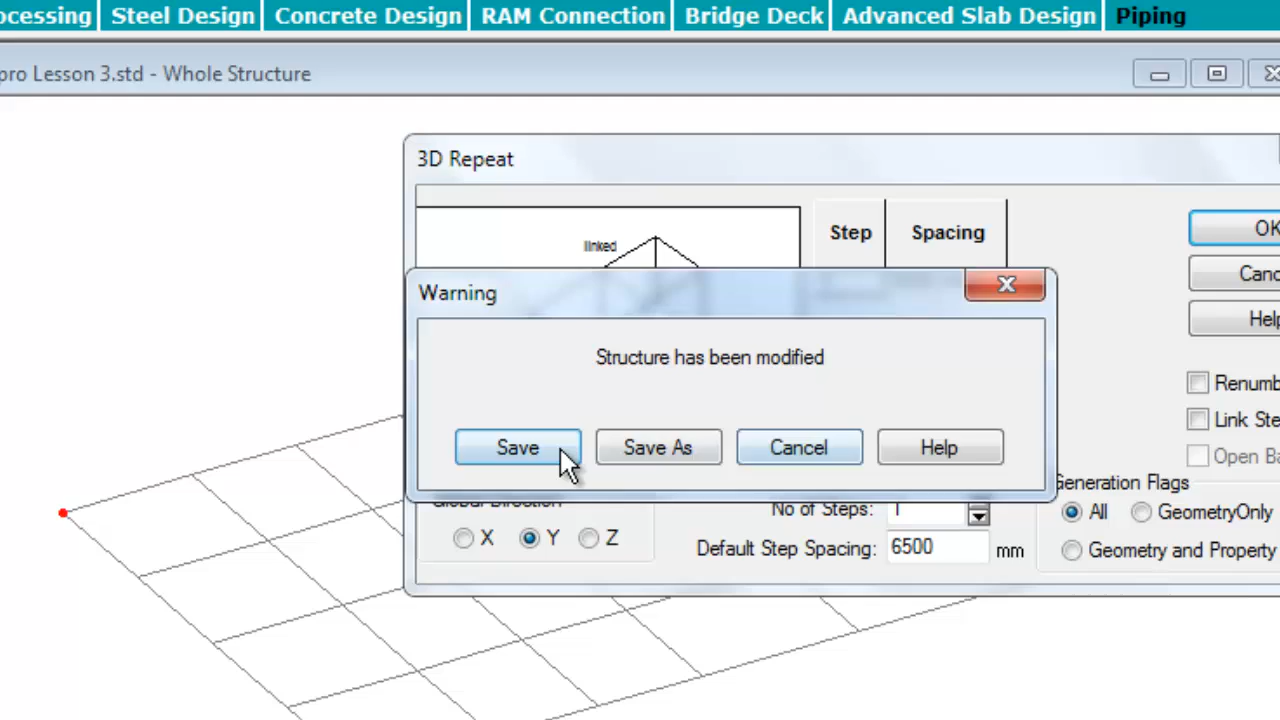 ocessing Steel Design Concrete Design RAM Connection Bridge Deck Advanced Slab Design Piping
pro Lesson 3.std - Whole Structure
3D Repeat
linked
Step Spacing
OK
Canc
Help
Warning
Structure has been modified
Save Save As Cancel Help
Renumb
Link Ste
Open Ba
Generation Flags
All GeometryOnly
Geometry and Property
Global Direction
X Y Z
No of Steps: 1
Default Step Spacing: 6500 mm